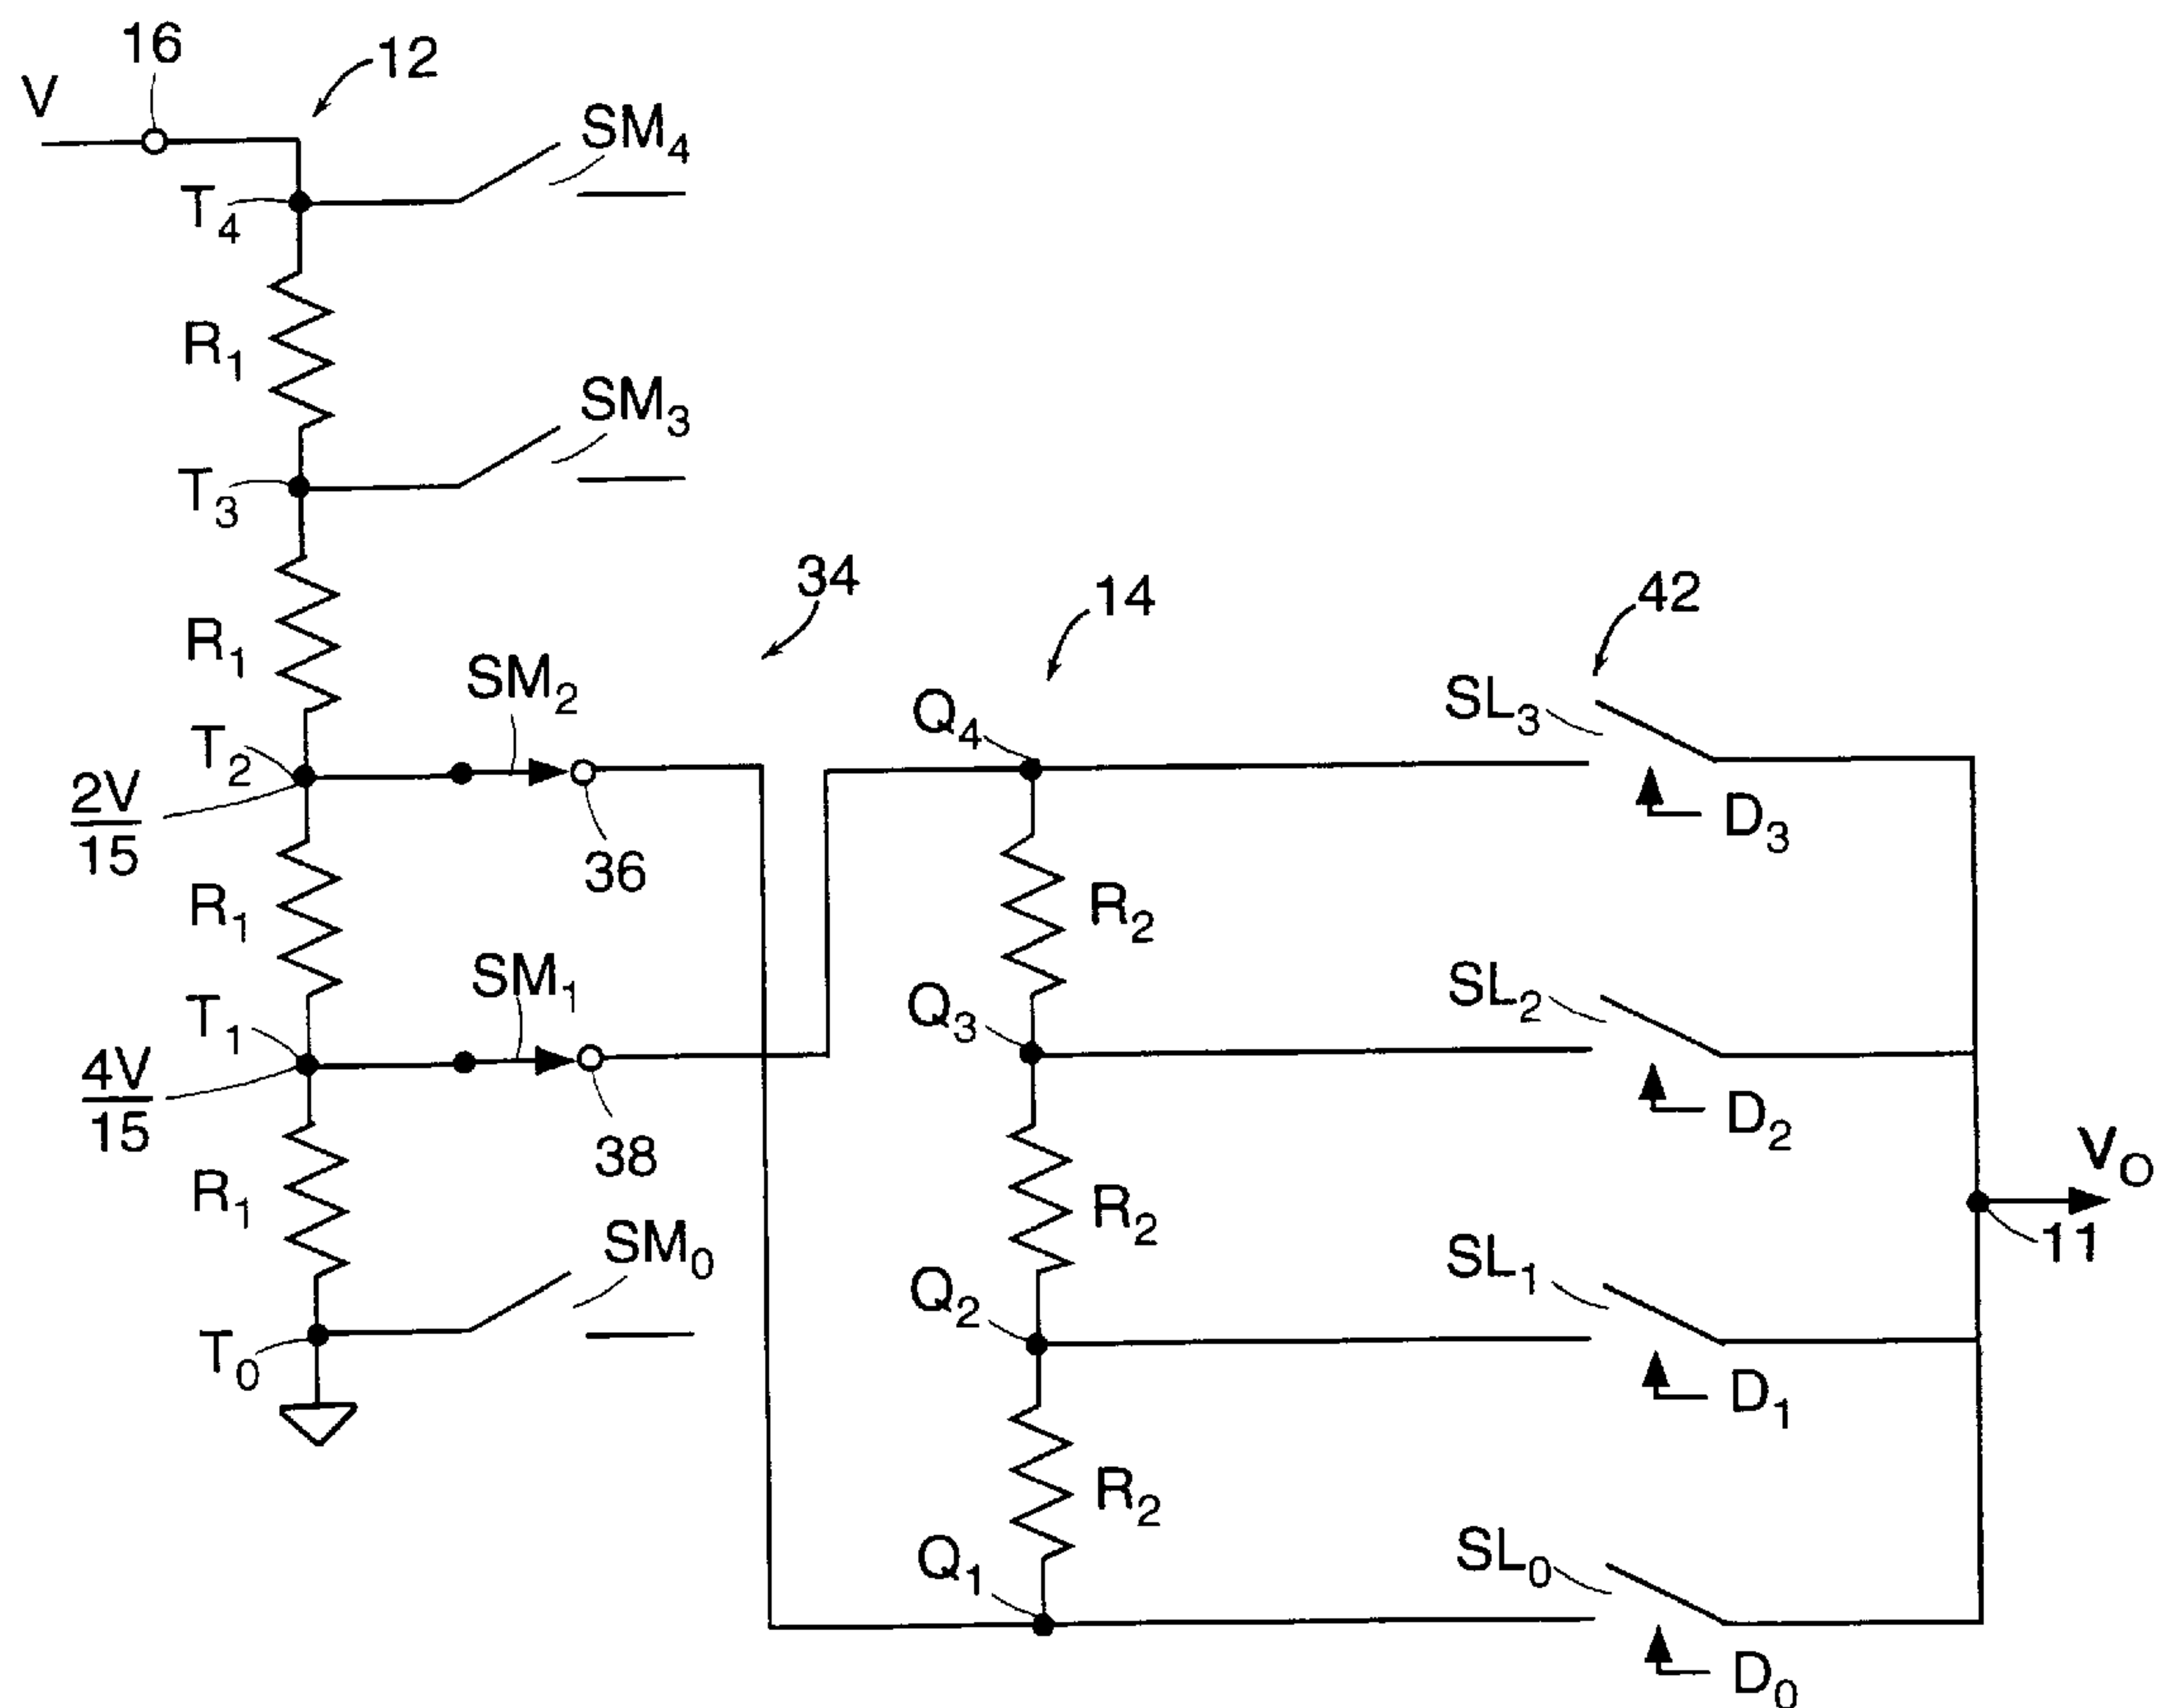 16
12
V
SM4
T4
R1
SM3
T3
34
14
42
R1
SM2
Q4
SL3
T2
2V
15
36
D3
R1
R2
SM1
Q3
SL2
T1
4V
15
38
D2
VO
R1
R2
11
SM0
Q2
SL1
T0
D1
R2
Q1
SL0
D0